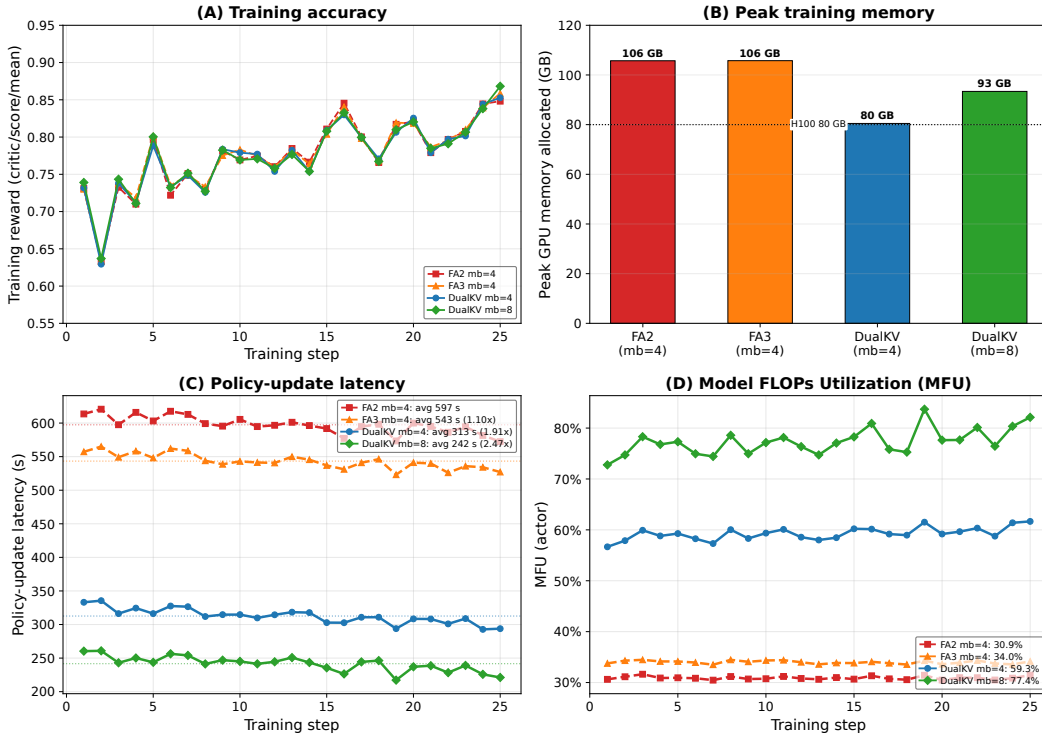 (A) Training accuracy
Training reward (critic/score/mean)
0.95
0.90
0.85
0.80
0.75
0.70
0.65
0.60
0.55
0
5
10
15
20
25
Training step
FA2 mb=4
FA3 mb=4
DualKV mb=4
DualKV mb=8
(B) Peak training memory
Peak GPU memory allocated (GB)
120
100
80
60
40
20
0
106 GB
106 GB
80 GB
93 GB
H100 80 GB
FA2
(mb=4)
FA3
(mb=4)
DualKV
(mb=4)
DualKV
(mb=8)
(C) Policy-update latency
Policy-update latency (s)
600
550
500
450
400
350
300
250
200
0
5
10
15
20
25
Training step
FA2 mb=4: avg 597 s
FA3 mb=4: avg 543 s (1.10x)
DualKV mb=4: avg 313 s (1.91x)
DualKV mb=8: avg 242 s (2.47x)
(D) Model FLOPs Utilization (MFU)
MFU (actor)
80%
70%
60%
50%
40%
30%
0
5
10
15
20
25
Training step
FA2 mb=4: 30.9%
FA3 mb=4: 34.0%
DualKV mb=4: 59.3%
DualKV mb=8: 77.4%